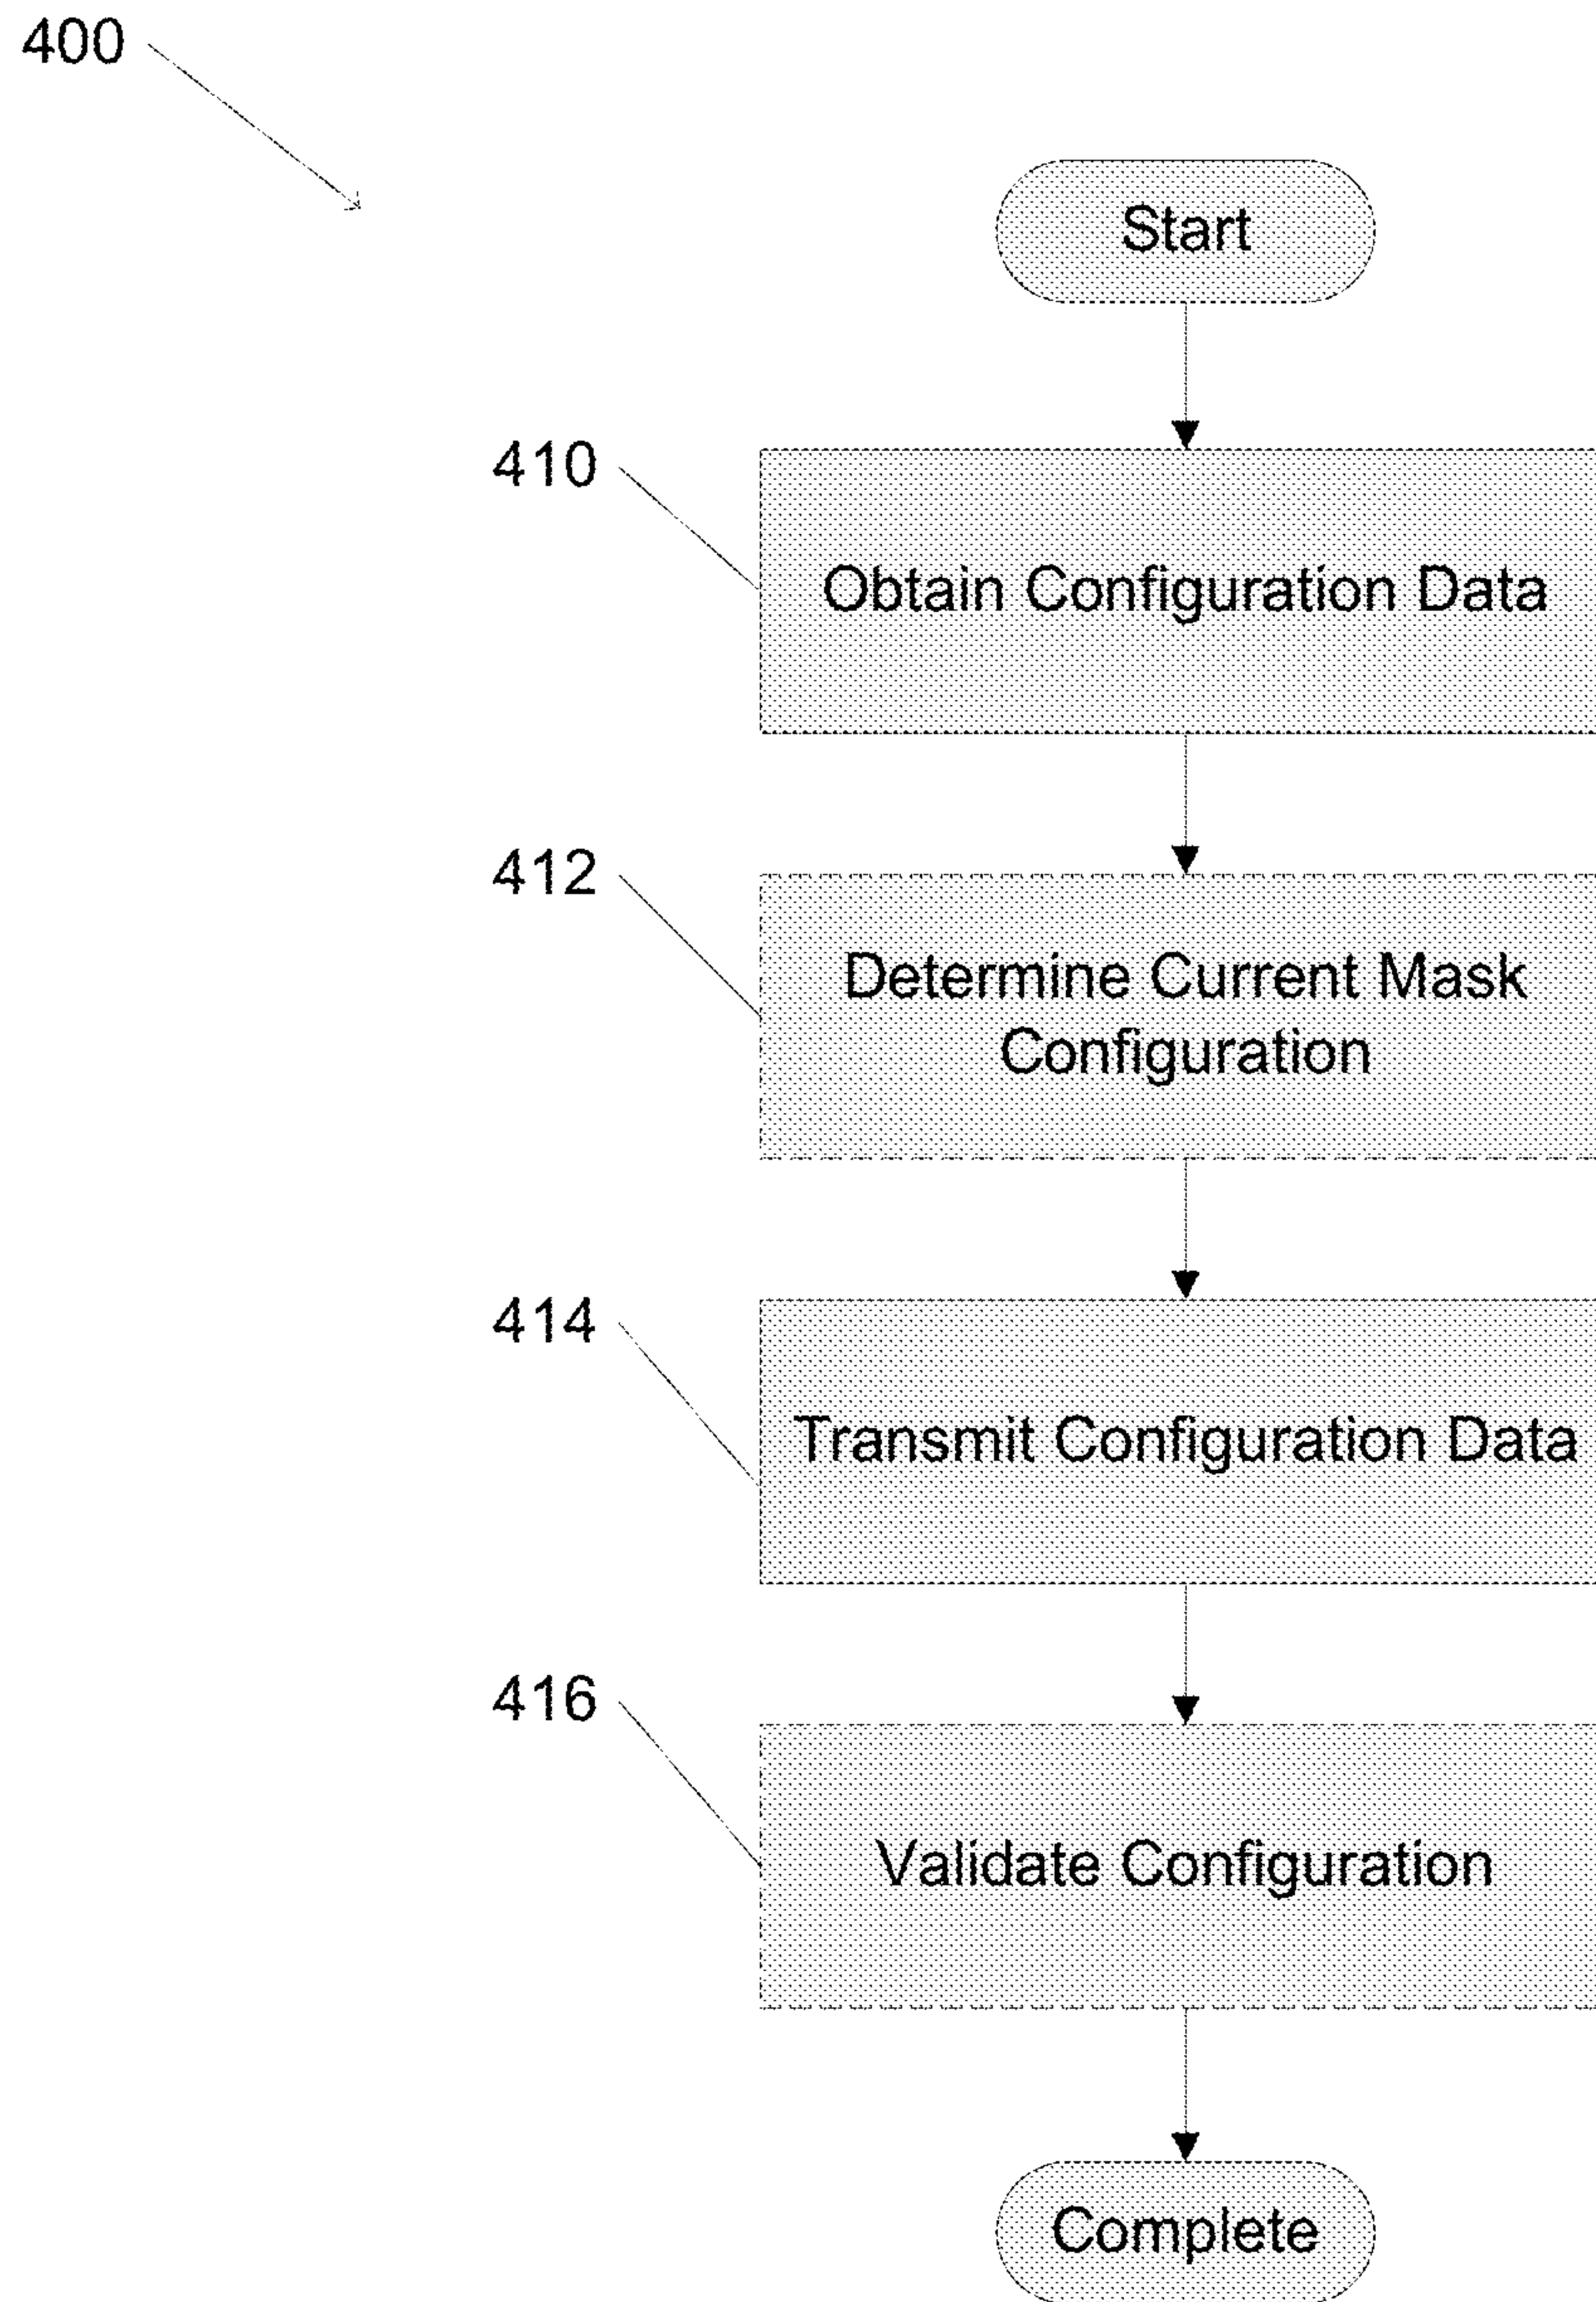 400
Start
410
Obtain Configuration Data
412
Determine Current Mask
Configuration
414
Transmit Configuration Data
416
Validate Configuration
Complete